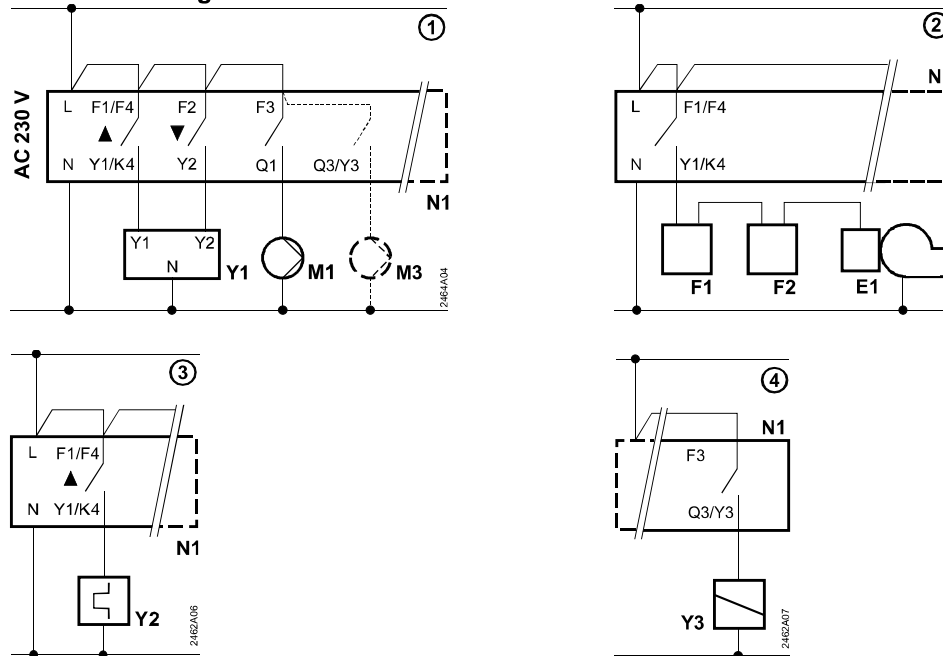 g
①
AC 230 V
L F1/F4 F2 F3
▲ ▼
N Y1/K4 Y2 Q1 Q3/Y3
N1
Y1 Y2
N
Y1 M1 M3
2464A04
②
N
L F1/F4
N Y1/K4
F1 F2 E1
③
L F1/F4
▲
N Y1/K4
N1
Y2
2462A06
④
N1
F3
Q3/Y3
Y3
2462A07